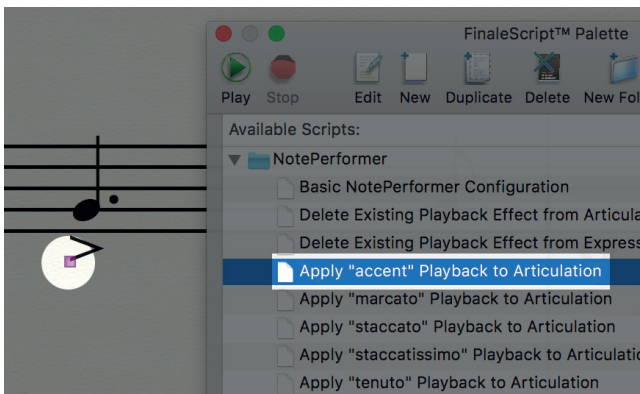 FinaleScript™ Palette
Play Stop Edit New Duplicate Delete New Fol
Available Scripts:
NotePerformer
Basic NotePerformer Configuration
Delete Existing Playback Effect from Articula
Delete Existing Playback Effect from Express
Apply "accent" Playback to Articulation
Apply "marcato" Playback to Articulation
Apply "staccato" Playback to Articulation
Apply "staccatissimo" Playback to Articulatio
Apply "tenuto" Playback to Articulation